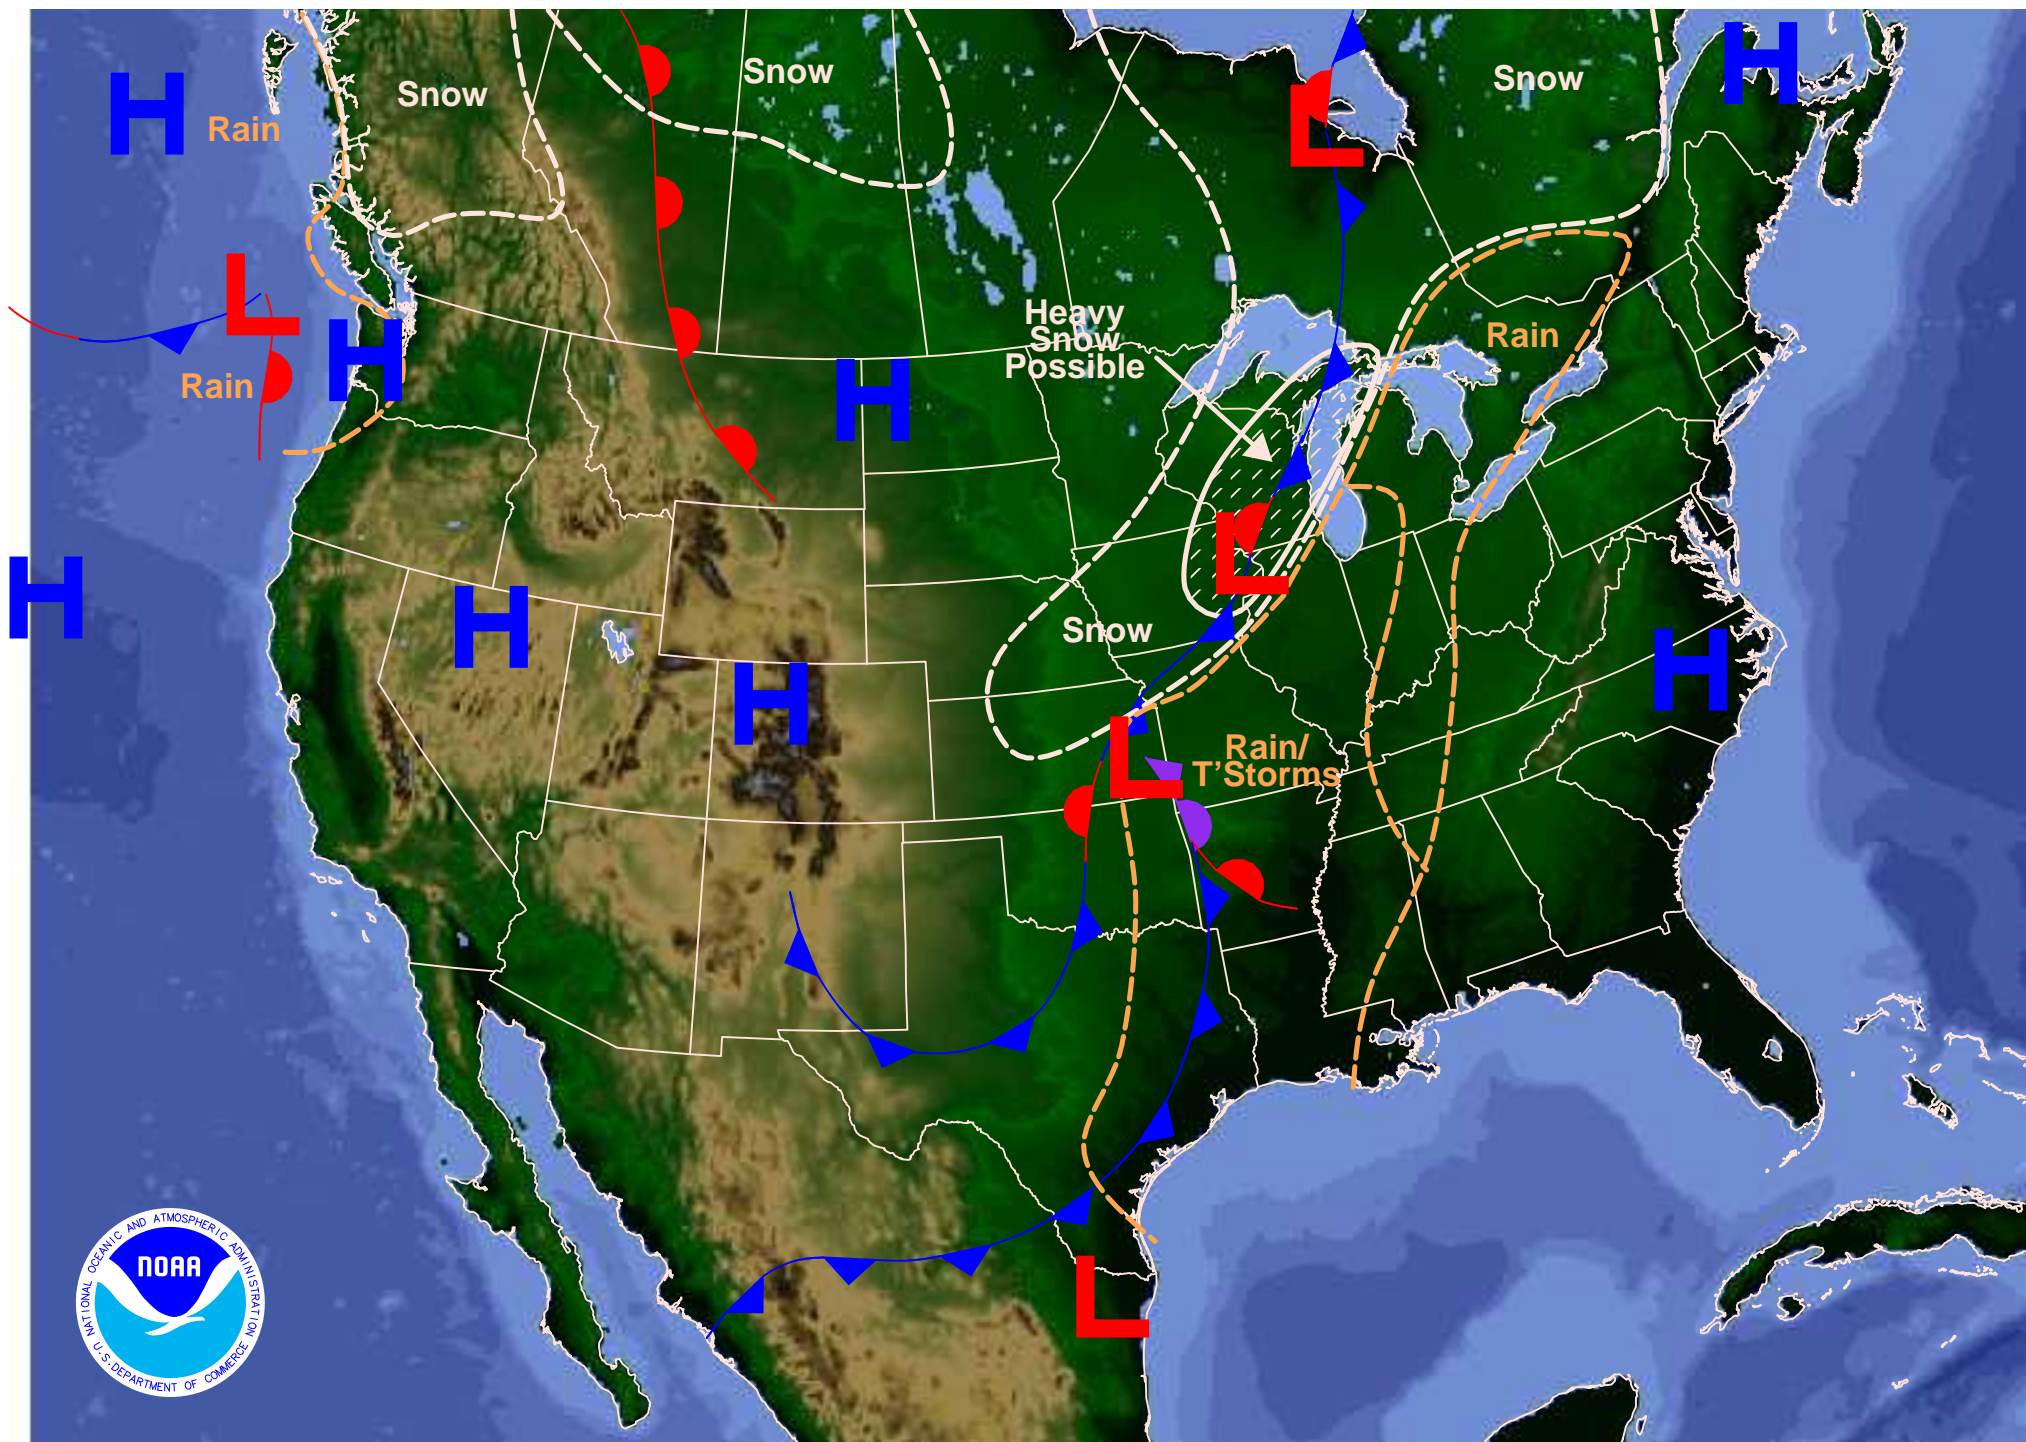 H
Rain
Snow
Snow
Snow
H
L
L
H
Rain
Heavy
Snow
Possible
H
Rain
H
H
H
L
Snow
H
L
Rain/
T'Storms
L
NATIONAL OCEANIC AND ATMOSPHERIC ADMINISTRATION
NOAA
U.S. DEPARTMENT OF COMMERCE